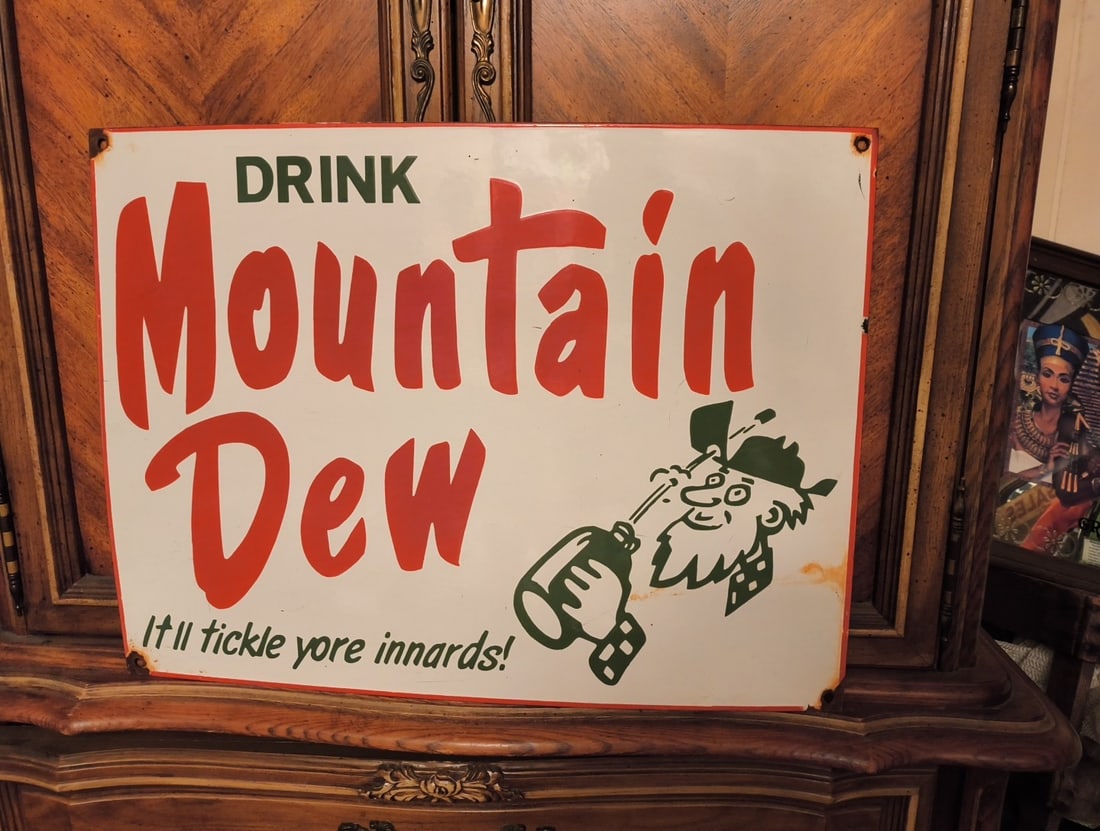 DRINK
Mountain
Dew
It'll tickle yore innards!